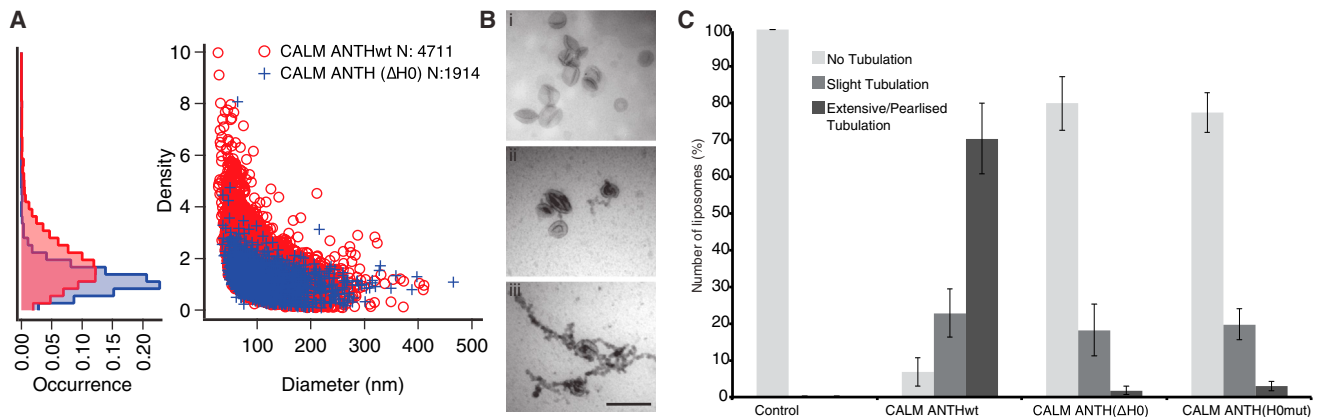 A
10
8
6
4
2
0
Density
CALM ANTHwt N: 4711
CALM ANTH (ΔH0) N:1914
0.00
0.05
0.10
0.15
0.20
Occurrence
100
200
300
400
500
Diameter (nm)
B
i
ii
iii
C
Number of liposomes (%)
100
90
80
70
60
50
40
30
20
10
0
No Tubulation
Slight Tubulation
Extensive/Pearlised
Tubulation
Control
CALM ANTHwt
CALM ANTH(ΔH0)
CALM ANTH(H0mut)